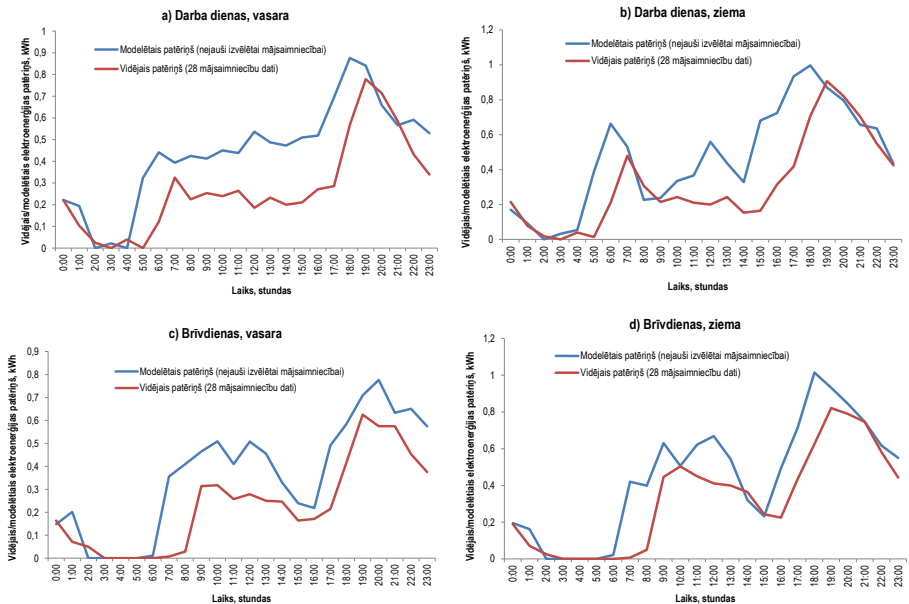 a) Darba dienas, vasara
Vidējais/modelētais elektroenerģijas patēriņš, kWh
1
0,9
0,8
0,7
0,6
0,5
0,4
0,3
0,2
0,1
0
Modelētais patēriņš (nejauši izvēlētai mājsaimniecībai)
Vidējais patēriņš (28 mājsaimniecību dati)
0:00 1:00 2:00 3:00 4:00 5:00 6:00 7:00 8:00 9:00 10:00 11:00 12:00 13:00 14:00 15:00 16:00 17:00 18:00 19:00 20:00 21:00 22:00 23:00
Laiks, stundas
b) Darba dienas, ziema
Vidējais/modelētais elektroenerģijas patēriņš, kWh
1,2
1
0,8
0,6
0,4
0,2
0
Modelētais patēriņš (nejauši izvēlētai mājsaimniecībai)
Vidējais patēriņš (28 mājsaimniecību dati)
0:00 1:00 2:00 3:00 4:00 5:00 6:00 7:00 8:00 9:00 10:00 11:00 12:00 13:00 14:00 15:00 16:00 17:00 18:00 19:00 20:00 21:00 22:00 23:00
Laiks, stundas
c) Brīvdienas, vasara
Vidējais/modelētiais elektroenerģijas patēriņš, kWh
0,9
0,8
0,7
0,6
0,5
0,4
0,3
0,2
0,1
0
Modelētais patēriņš (nejauši izvēlētai mājsaimniecībai)
Vidējais patēriņš (28 mājsaimniecību dati)
0:00 1:00 2:00 3:00 4:00 5:00 6:00 7:00 8:00 9:00 10:00 11:00 12:00 13:00 14:00 15:00 16:00 17:00 18:00 19:00 20:00 21:00 22:00 23:00
Laiks, stundas
d) Brīvdienas, ziema
Vidējais/modelētiais elektroenerģijas patēriņš, kWh
1,2
1
0,8
0,6
0,4
0,2
0
Modelētais patēriņš (nejauši izvēlētai mājsaimniecībai)
Vidējais patēriņš (28 mājsaimniecību dati)
0:00 1:00 2:00 3:00 4:00 5:00 6:00 7:00 8:00 9:00 10:00 11:00 12:00 13:00 14:00 15:00 16:00 17:00 18:00 19:00 20:00 21:00 22:00 23:00
Laiks, stundas